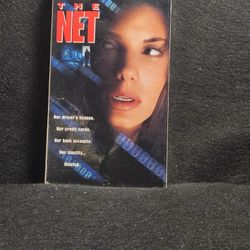 THE
NET
Her driver's license.
Her credit cards.
Her bank accounts.
Her identity...
Deleted.